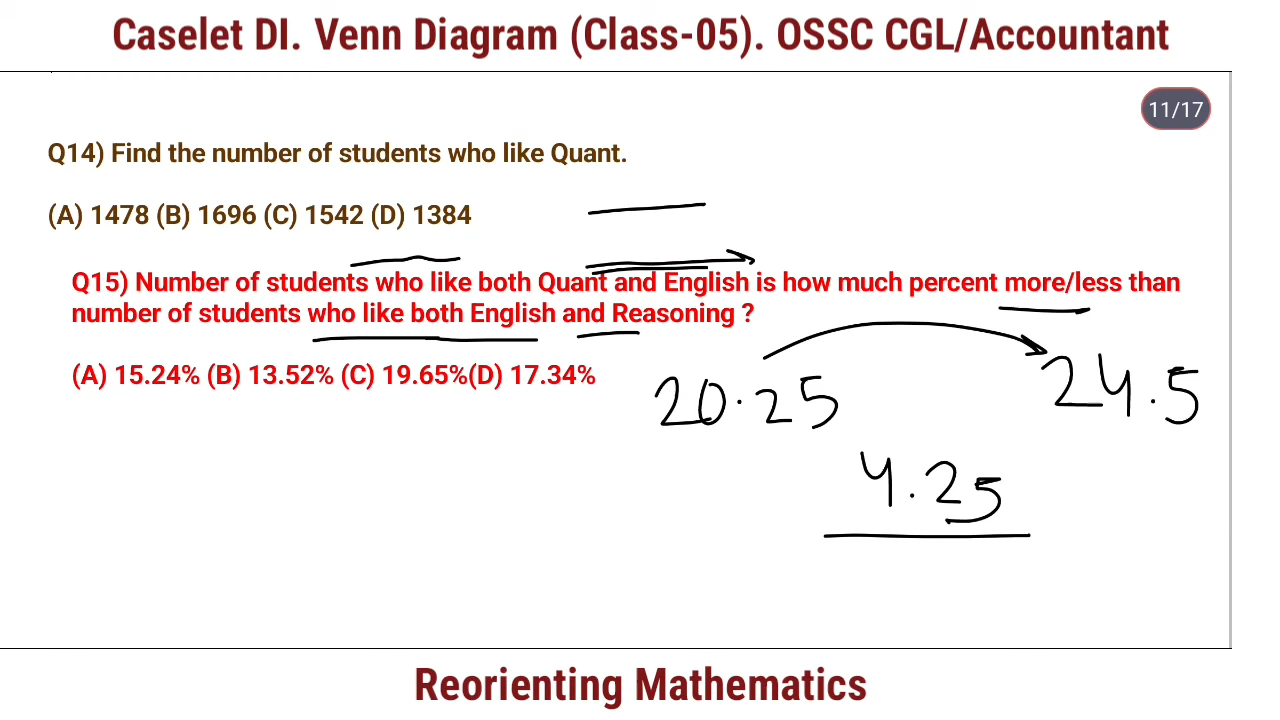 Caselet DI. Venn Diagram (Class-05). OSSC CGL/Accountant
11/17
Q14) Find the number of students who like Quant.
(A) 1478 (B) 1696 (C) 1542 (D) 1384
Q15) Number of students who like both Quant and English is how much percent more/less than
number of students who like both English and Reasoning ?
(A) 15.24% (B) 13.52% (C) 19.65%(D) 17.34%
20.25 24.5
4.25
Reorienting Mathematics